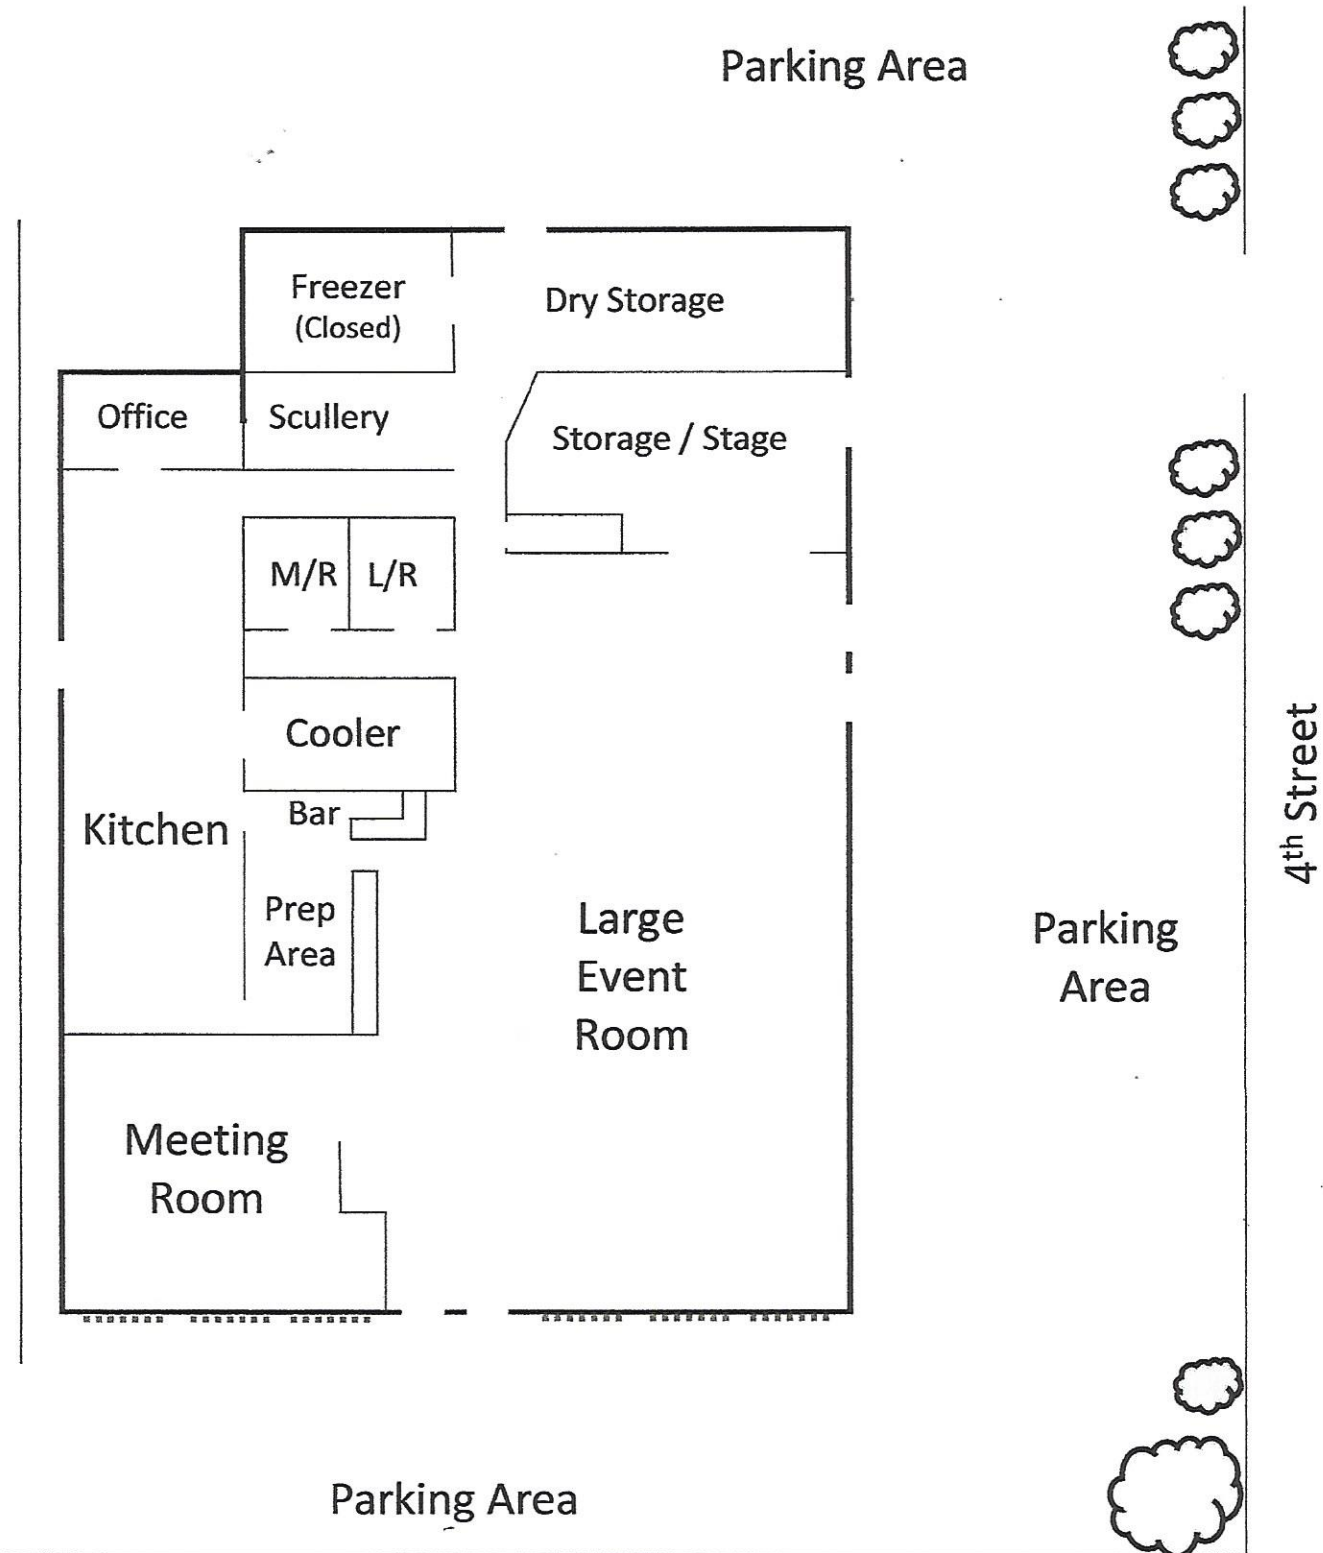 Parking Area
Freezer
(Closed)
Dry Storage
Office
Scullery
Storage / Stage
M/R
L/R
Cooler
Bar
Kitchen
Prep
Area
Large
Event
Room
Parking
Area
4th Street
Meeting
Room
Parking Area